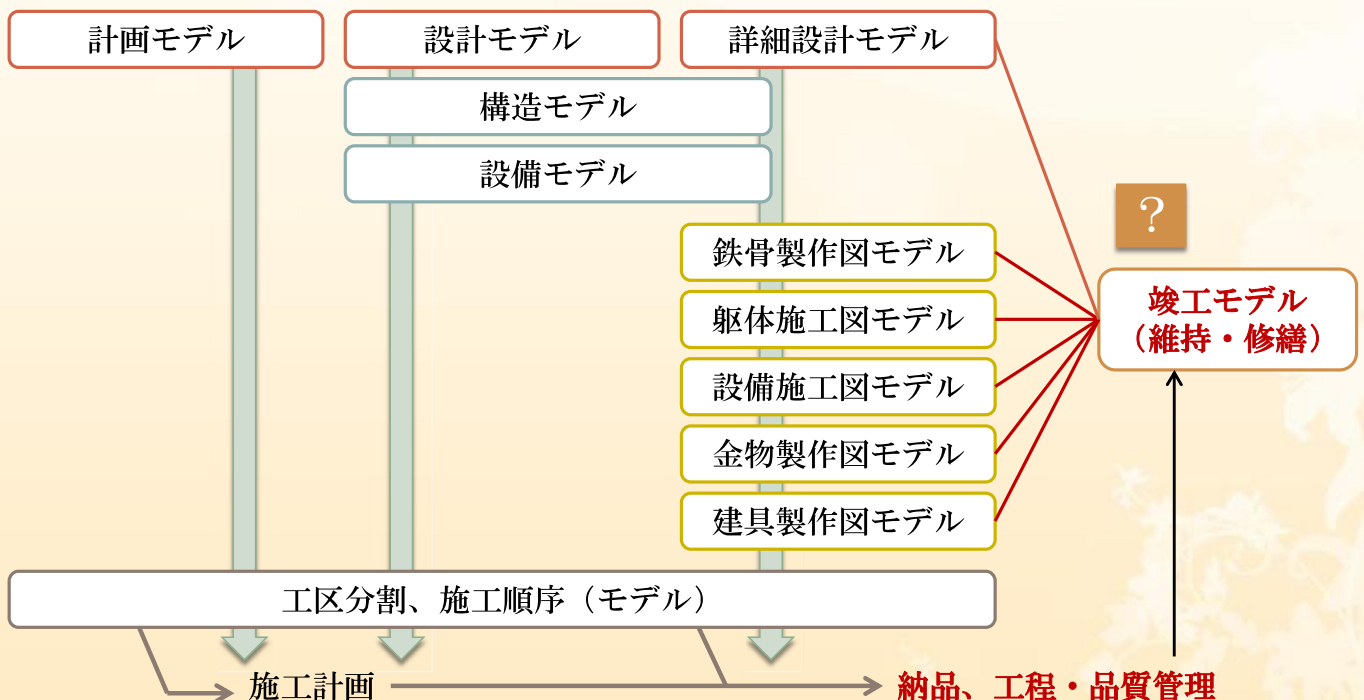 計画モデル
設計モデル
詳細設計モデル
構造モデル
設備モデル
?
鉄骨製作図モデル
躯体施工図モデル
設備施工図モデル
金物製作図モデル
建具製作図モデル
竣工モデル
（維持・修繕）
工区分割、施工順序（モデル）
施工計画
納品、工程・品質管理